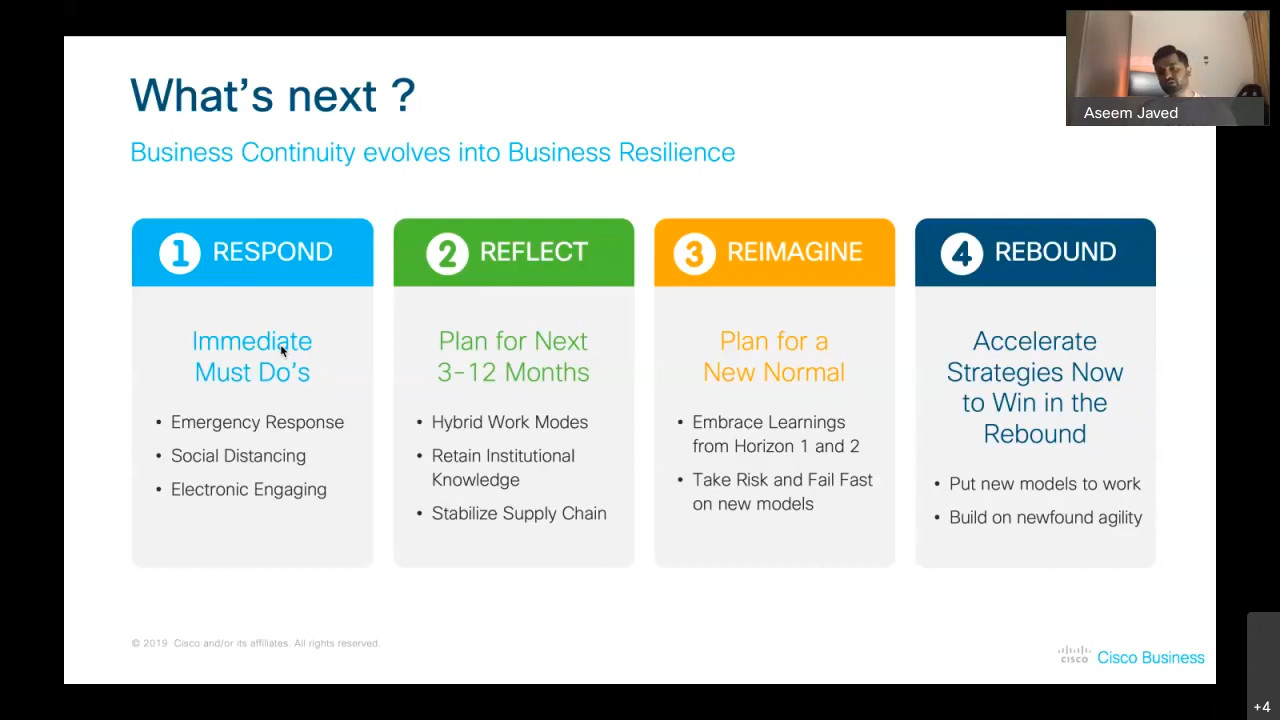 What's next ?
Business Continuity evolves into Business Resilience
Aseem Javed
1 RESPOND
Immediate
Must Do's
• Emergency Response
• Social Distancing
• Electronic Engaging
2 REFLECT
Plan for Next
3-12 Months
• Hybrid Work Modes
• Retain Institutional
Knowledge
• Stabilize Supply Chain
3 REIMAGINE
Plan for a
New Normal
• Embrace Learnings
from Horizon 1 and 2
• Take Risk and Fail Fast
on new models
4 REBOUND
Accelerate
Strategies Now
to Win in the
Rebound
• Put new models to work
• Build on newfound agility
© 2019 Cisco and/or its affiliates. All rights reserved.
cisco Cisco Business
+4